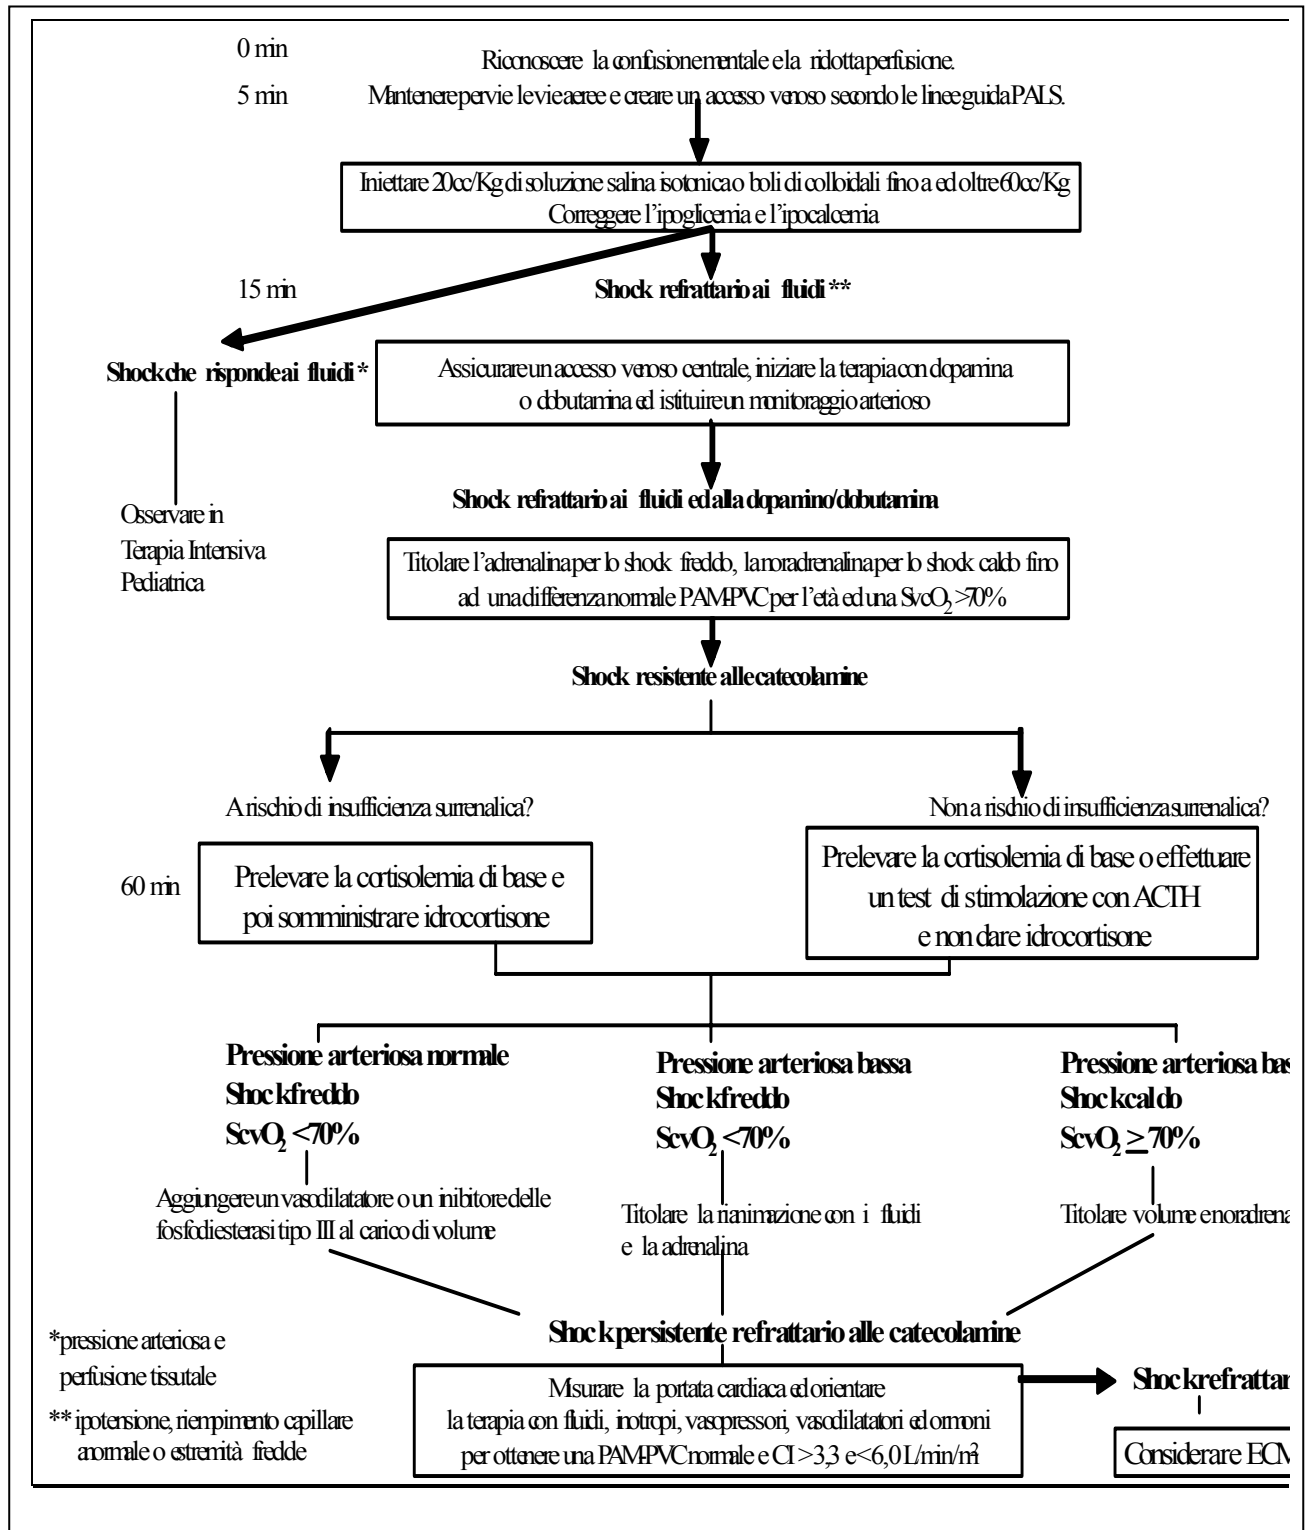 0 min
Riconoscere la confusione mentale e la ridotta perfusione.
5 min
Mantenere pervie le vie aeree e creare un accesso venoso secondo le linee guida PALS.
Iniettare 20cc/Kg di soluzione salina isotonica o boli di colloidali fino a ed oltre 60cc/Kg
Correggere l'ipoglicemia e l'ipocalcemia
15 min
Shock refrattario ai fluidi **
Shock che risponde ai fluidi *
Assicurare un accesso venoso centrale, iniziare la terapia con dopamina
o dobutamina ed istituire un monitoraggio arterioso
Shock refrattario ai fluidi ed alla dopamino/dobutamina
Osservare in
Terapia Intensiva
Pediatrica
Titolare l'adrenalina per lo shock freddo, la noradrenalina per lo shock caldo fino
ad una differenza normale PAM-PVC per l'età ed una SvcO2 >70%
Shock resistente alle catecolamine
A rischio di insufficienza surrenalica?
Non a rischio di insufficienza surrenalica?
60 min
Prelevare la cortisolemia di base e
poi somministrare idrocortisone
Prelevare la cortisolemia di base o effettuare
un test di stimolazione con ACTH
e non dare idrocortisone
Pressione arteriosa normale
Shock freddo
ScvO2 <70%
Pressione arteriosa bassa
Shock freddo
ScvO2 <70%
Pressione arteriosa bas
Shock caldo
ScvO2 ≥ 70%
Aggiungere un vasodilatatore o un inibitore delle
fosfodiesterasi tipo III al carico di volume
Titolare la rianimazione con i fluidi
e la adrenalina
Titolare volume e noradrena
Shock persistente refrattario alle catecolamine
*pressione arteriosa e
perfusione tissutale
** ipotensione, riempimento capillare
anormale o estremità fredde
Misurare la portata cardiaca ed orientare
la terapia con fluidi, inotropi, vasopressori, vasodilatatori ed ormoni
per ottenere una PAM-PVC normale e CI >3,3 e <6,0 L/min/m2
Shock refrattar
Considerare ECM